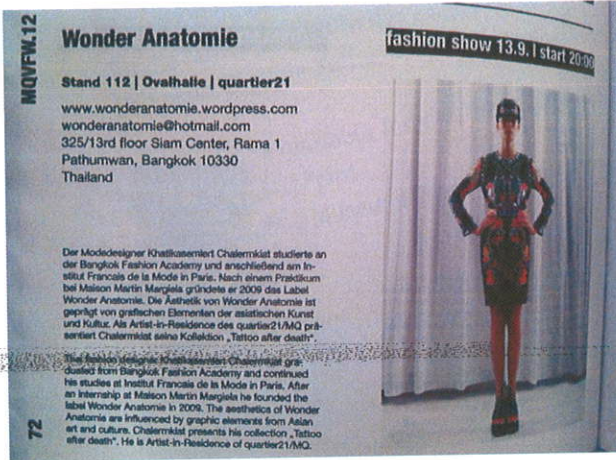 MQVFW.12
Wonder Anatomie
fashion show 13.9. | start 20:00
Stand 112 | Ovalhalle | quartier21
www.wonderanatomie.wordpress.com
wonderanatomie@hotmail.com
325/13rd floor Siam Center, Rama 1
Pathumwan, Bangkok 10330
Thailand
Der Modedesigner Khatikasemlert Chalermkiat studierte an
der Bangkok Fashion Academy und anschließend am In-
stitut Francais de la Mode in Paris. Nach einem Praktikum
bei Maison Martin Margiela gründete er 2009 das Label
Wonder Anatomie. Die Ästhetik von Wonder Anatomie ist
geprägt von grafischen Elementen der asiatischen Kunst
und Kultur. Als Artist-in-Residence des quartier21/MQ prä-
sentiert Chalermkiat seine Kollektion „Tattoo after death“.
The fashion designer Khatikasemlert Chalermkiat gra-
duated from Bangkok Fashion Academy and continued
his studies at Institut Francais de la Mode in Paris. After
an internship at Maison Martin Margiela he founded the
label Wonder Anatomie in 2009. The aesthetics of Wonder
Anatomie are influenced by graphic elements from Asian
art and culture. Chalermkiat presents his collection „Tattoo
after death“. He is Artist-in-Residence of quartier21/MQ.
72